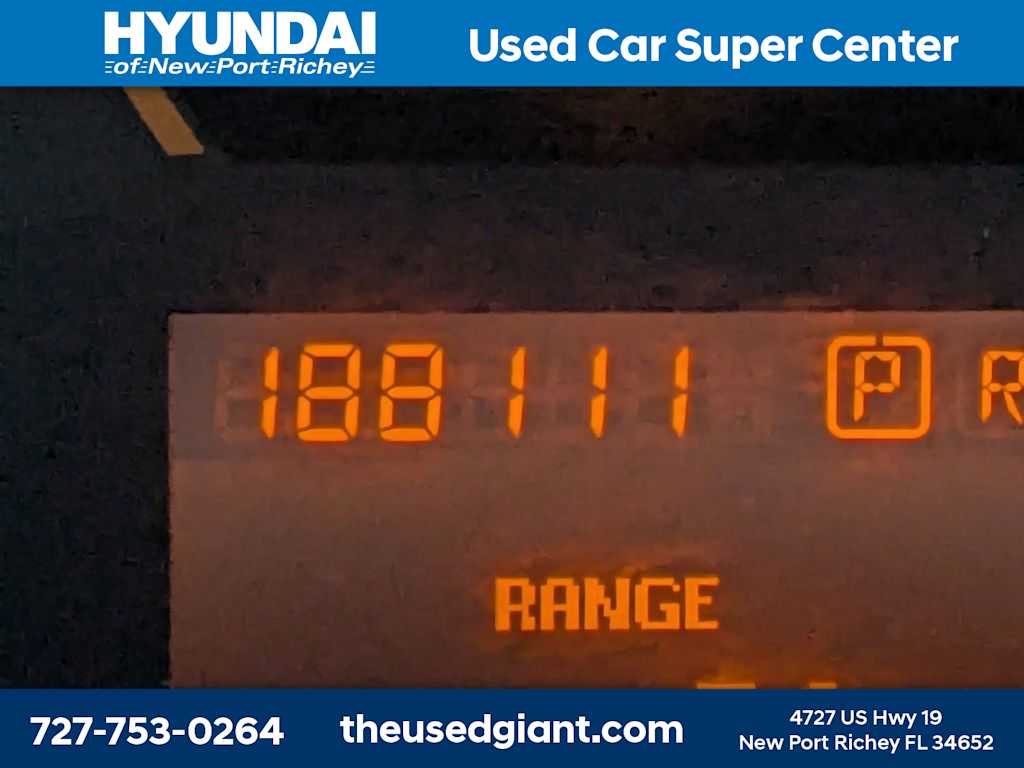 HYUNDAI
of New Port Richey
Used Car Super Center
188111 P R
RANGE
727-753-0264
theusedgiant.com
4727 US Hwy 19
New Port Richey FL 34652